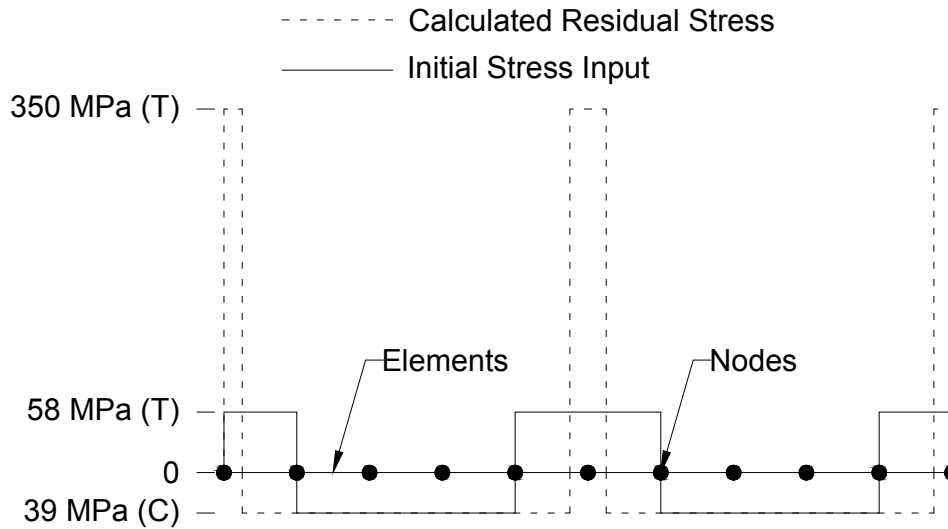 Calculated Residual Stress
Initial Stress Input
350 MPa (T)
Elements
Nodes
58 MPa (T)
0
39 MPa (C)